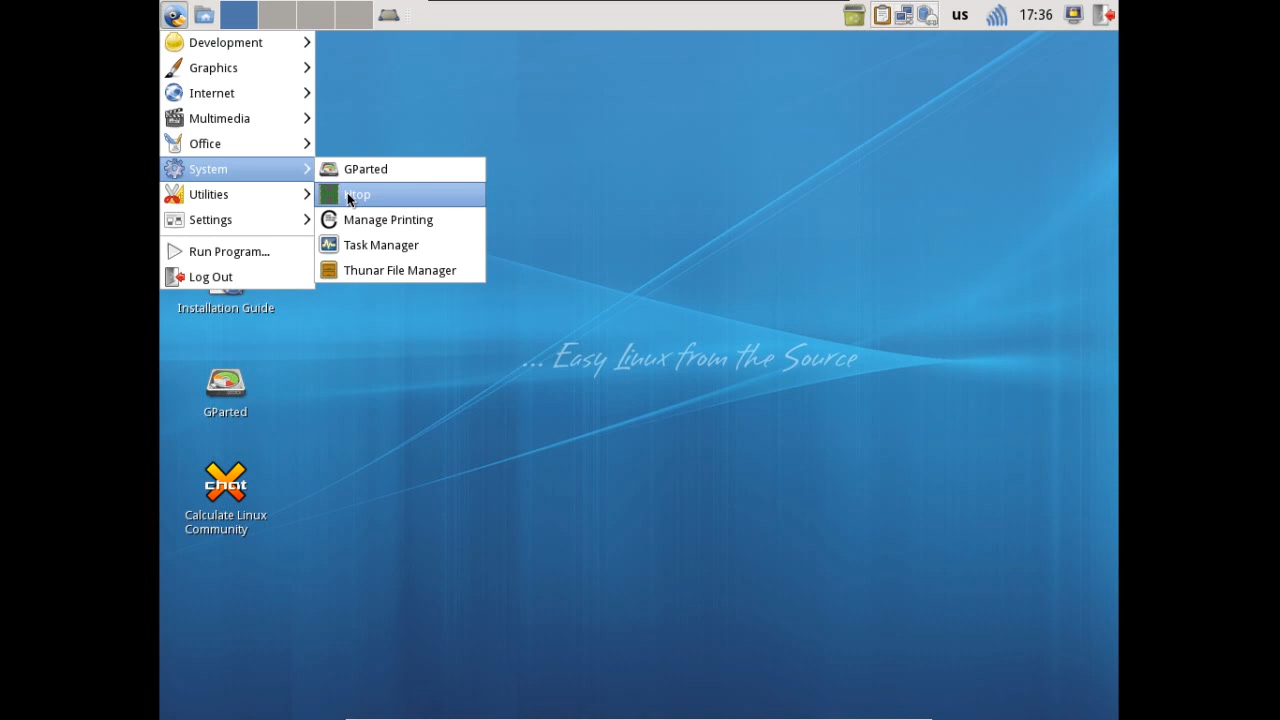 us
17:36
Development
Graphics
Internet
Multimedia
Office
System
Utilities
Settings
Run Program...
Log Out
GParted
Htop
Manage Printing
Task Manager
Thunar File Manager
Installation Guide
... Easy Linux from the Source
GParted
chat
Calculate Linux
Community